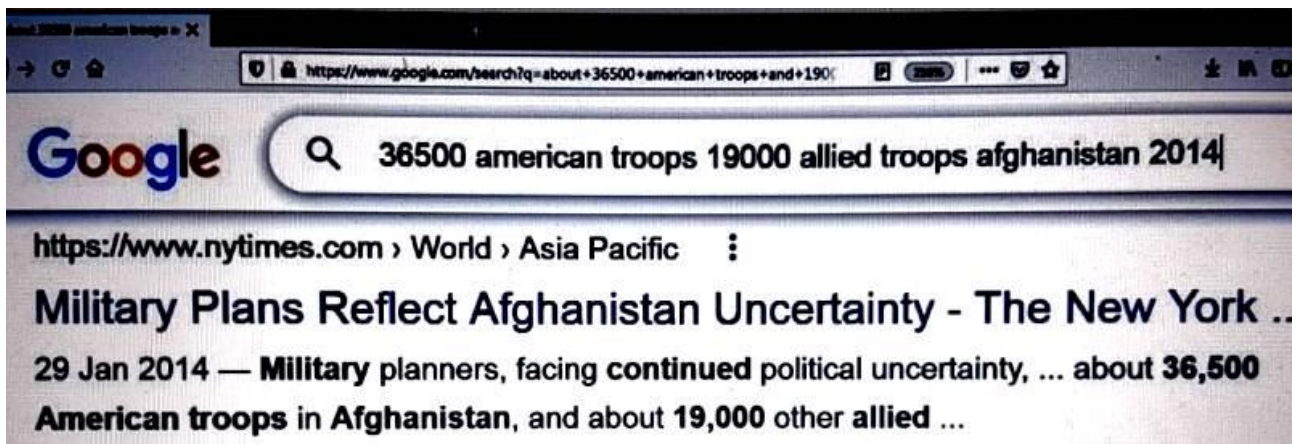 https://www.google.com/search?q=about+36500+american+troops+and+190
Google
36500 american troops 19000 allied troops afghanistan 2014
https://www.nytimes.com › World › Asia Pacific
Military Plans Reflect Afghanistan Uncertainty - The New York ...
29 Jan 2014 — Military planners, facing continued political uncertainty, ... about 36,500
American troops in Afghanistan, and about 19,000 other allied ...